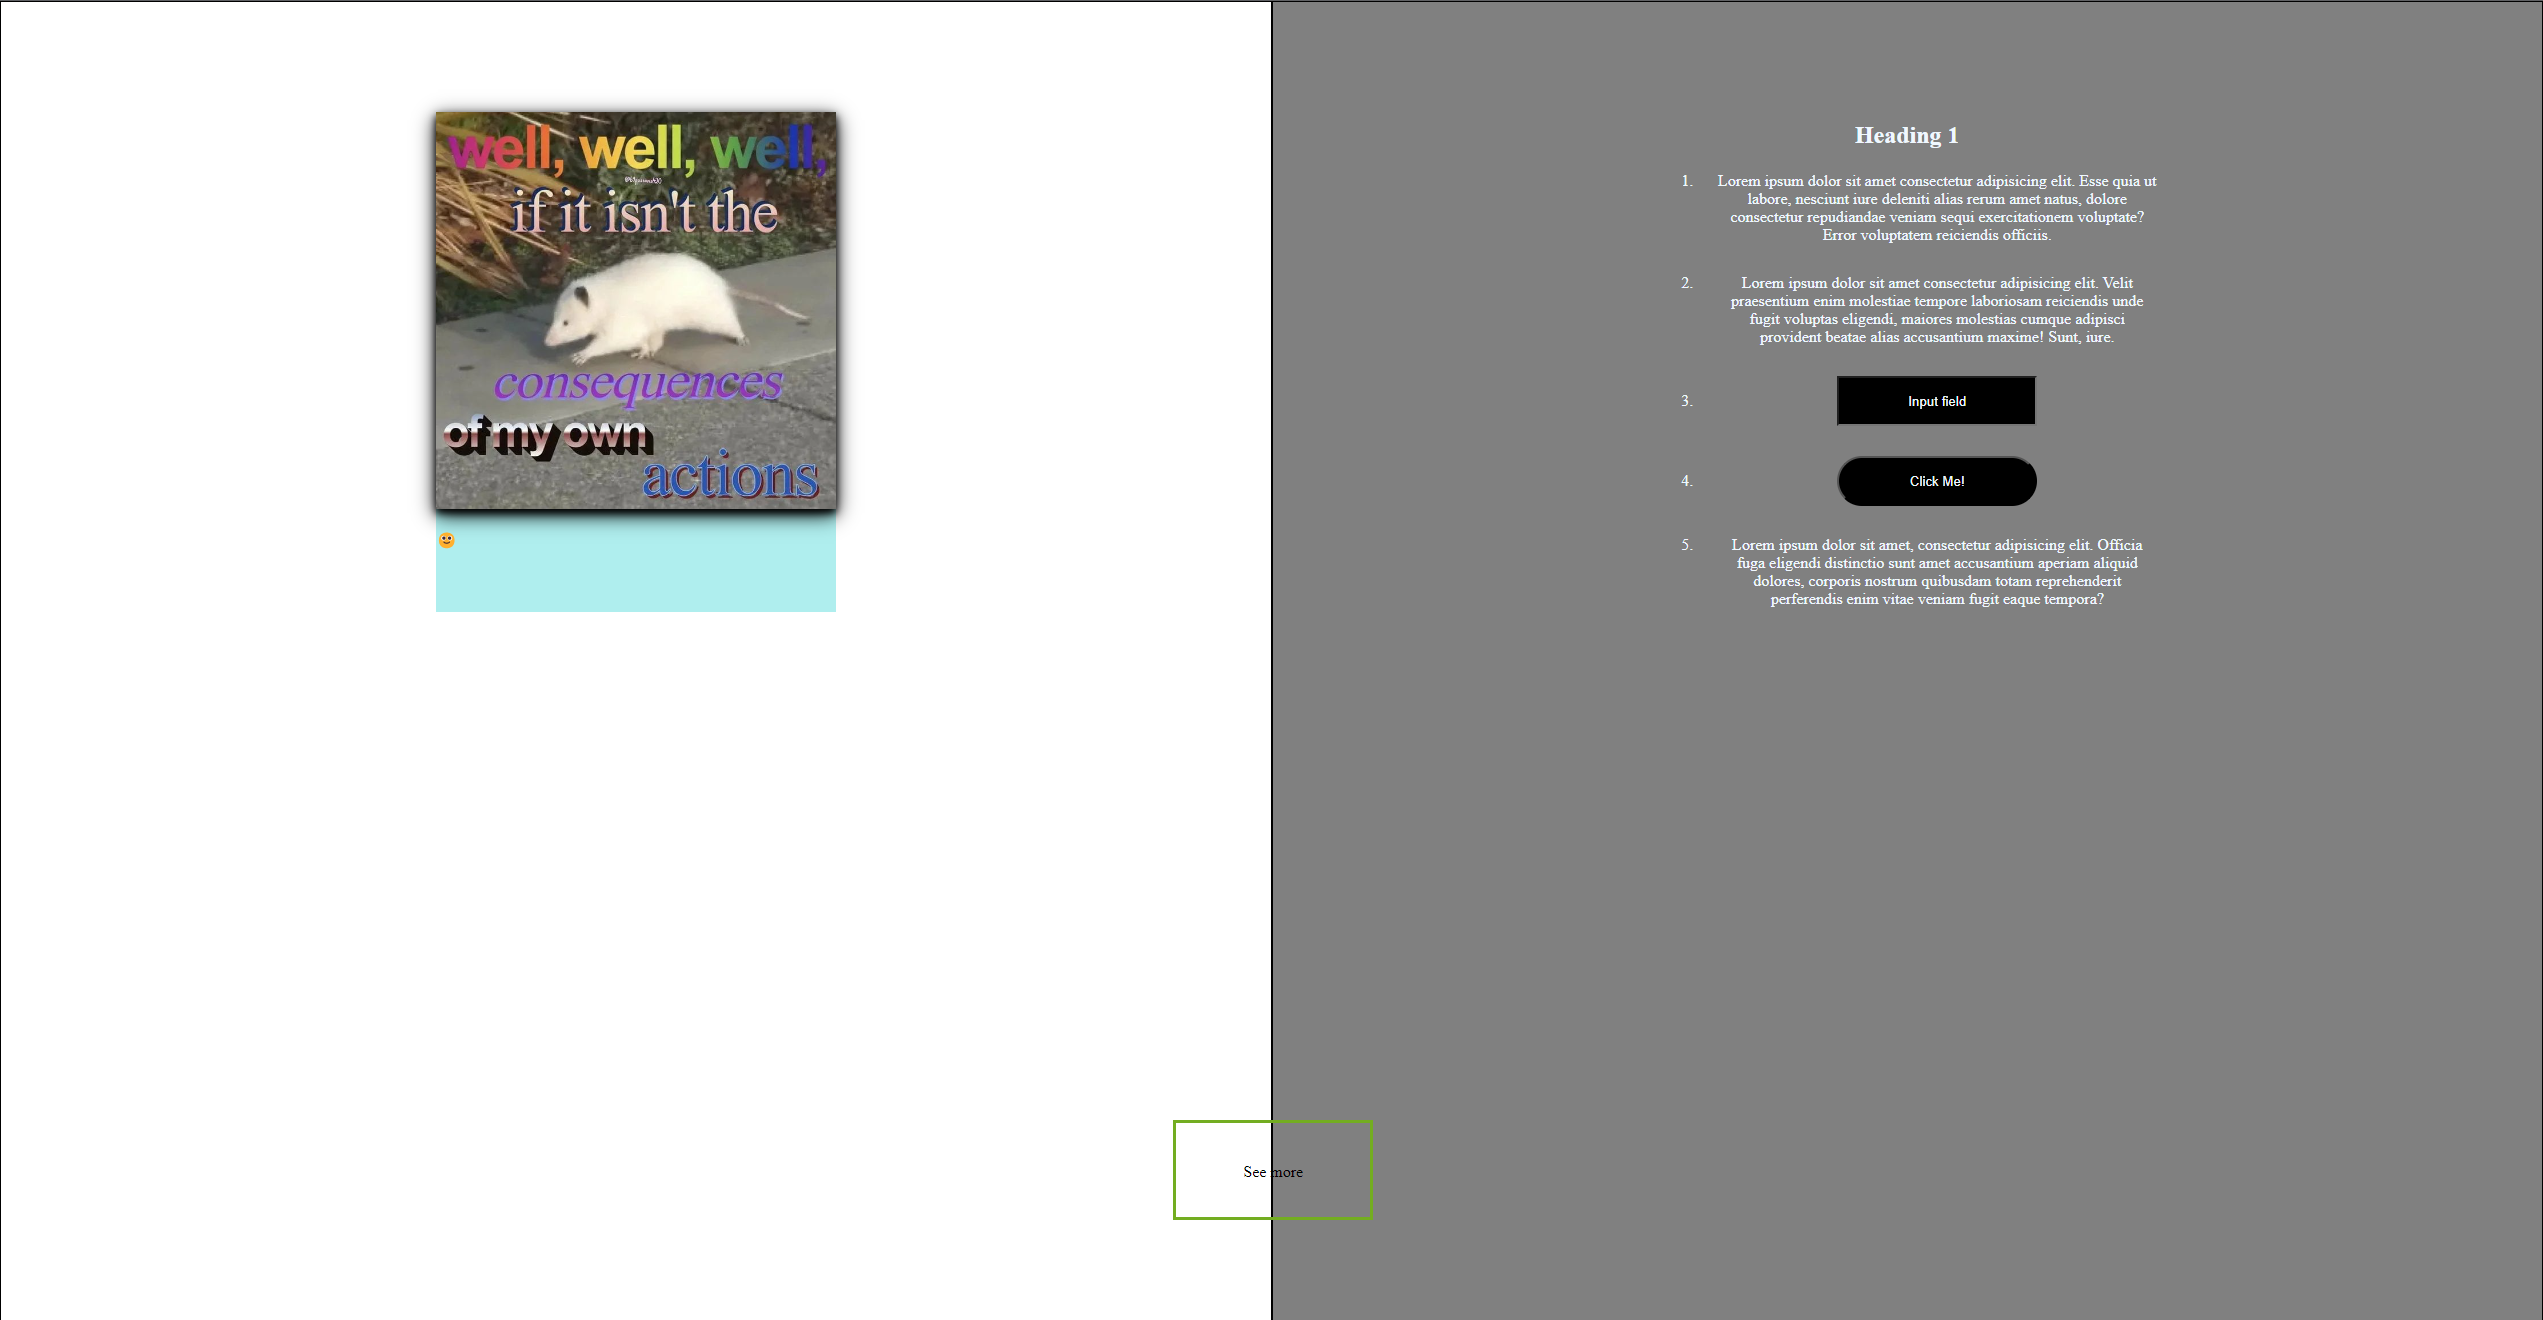 well, well, well,
if it isn't the
consequences
of my own
actions
Heading 1
1. Lorem ipsum dolor sit amet consectetur adipisicing elit. Esse quia ut
labore, nesciunt iure deleniti alias rerum amet natus, dolore
consectetur repudiandae veniam sequi exercitationem voluptate?
Error voluptatem reiciendis officiis.
2. Lorem ipsum dolor sit amet consectetur adipisicing elit. Velit
praesentium enim molestiae tempore laboriosam reiciendis unde
fugit voluptas eligendi, maiores molestias cumque adipisci
provident beatae alias accusantium maxime! Sunt, iure.
3. Input field
4. Click Me!
5. Lorem ipsum dolor sit amet, consectetur adipisicing elit. Officia
fuga eligendi distinctio sunt amet accusantium aperiam aliquid
dolores, corporis nostrum quibusdam totam reprehenderit
perferendis enim vitae veniam fugit eaque tempora?
See more